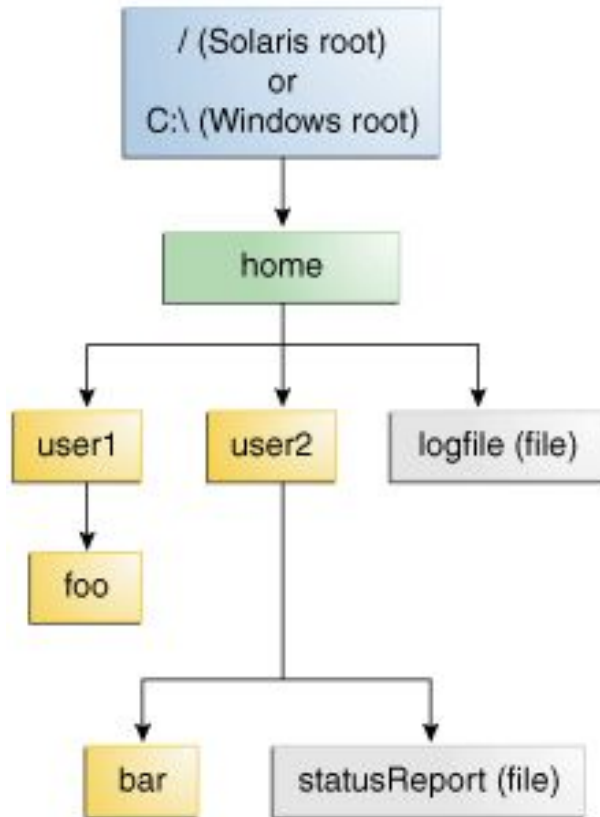 / (Solaris root)
or
C:\ (Windows root)
home
user1
user2
logfile (file)
foo
bar
statusReport (file)